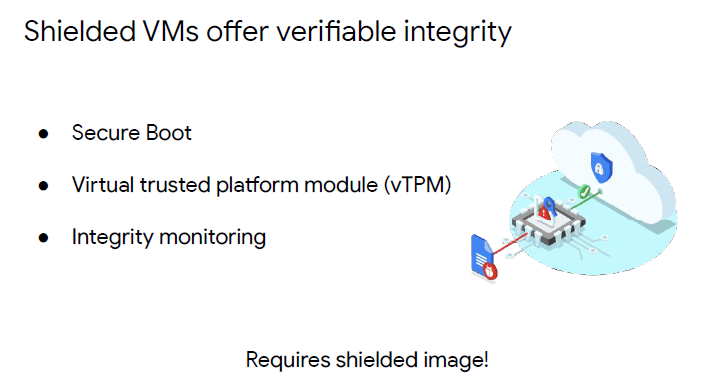 Shielded VMs offer verifiable integrity
● Secure Boot
● Virtual trusted platform module (vTPM)
● Integrity monitoring
Requires shielded image!